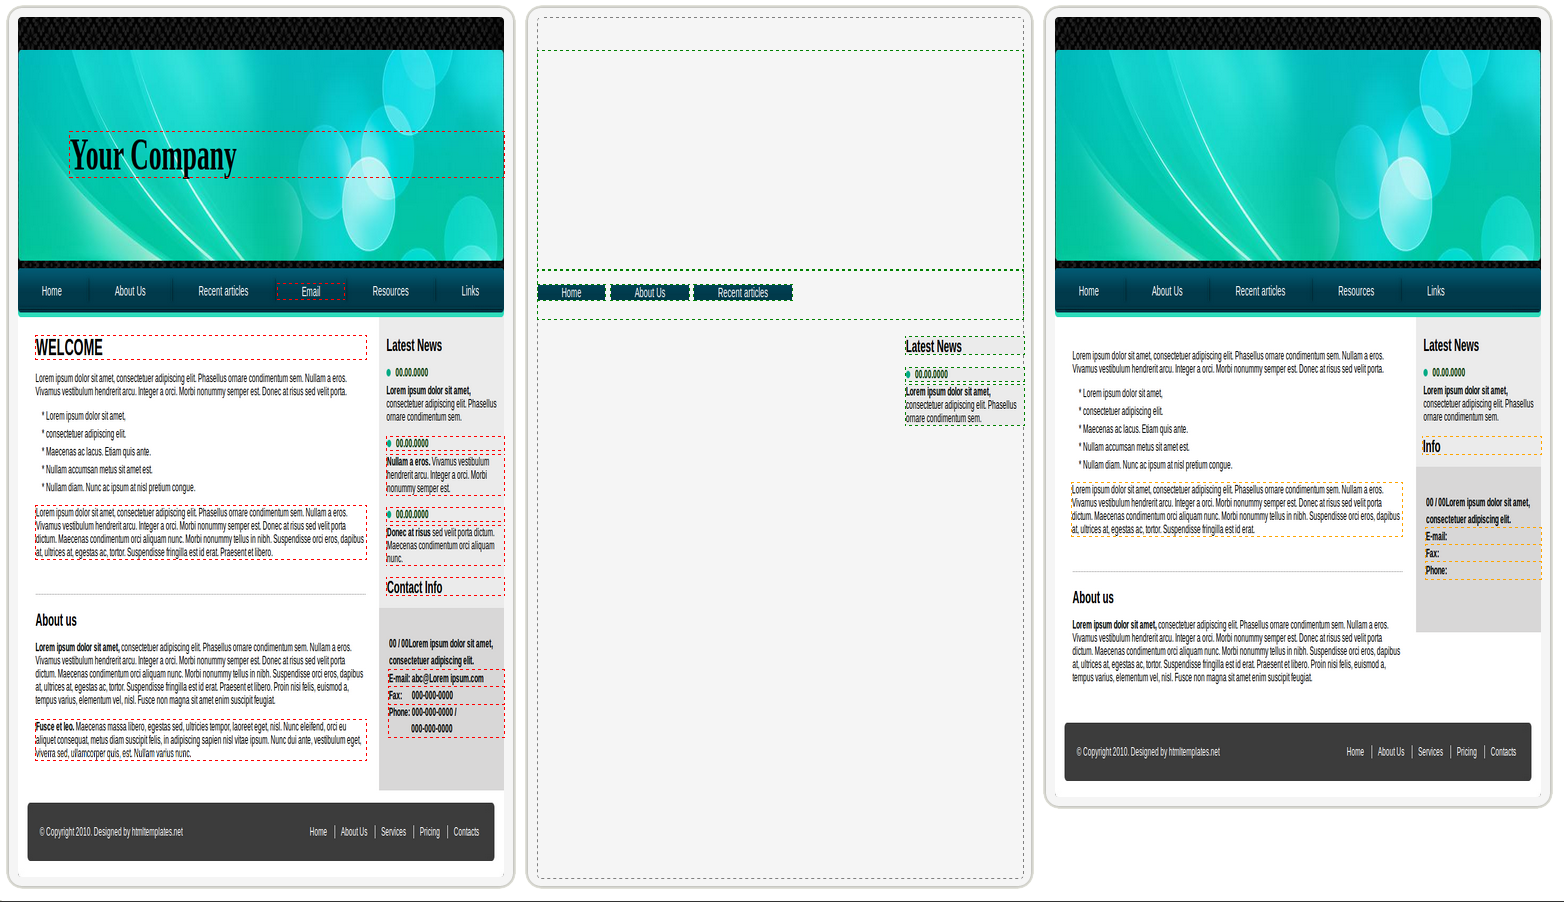 Your Company
Home About Us Recent articles Email Resources Links
WELCOME
Lorem ipsum dolor sit amet, consectetuer adipiscing elit. Phasellus ornare condimentum sem. Nullam a eros.
Vivamus vestibulum hendrerit arcu. Integer a orci. Morbi nonummy semper est. Donec at risus sed velit porta.
* Lorem ipsum dolor sit amet,
* consectetuer adipiscing elit.
* Maecenas ac lacus. Etiam quis ante.
* Nullam accumsan metus sit amet est.
* Nullam diam. Nunc ac ipsum at nisl pretium congue.
Lorem ipsum dolor sit amet, consectetuer adipiscing elit. Phasellus ornare condimentum sem. Nullam a eros.
Vivamus vestibulum hendrerit arcu. Integer a orci. Morbi nonummy semper est. Donec at risus sed velit porta
dictum. Maecenas condimentum orci aliquam nunc. Morbi nonummy tellus in nibh. Suspendisse orci eros, dapibus
at, ultrices at, egestas ac, tortor. Suspendisse fringilla est id erat. Praesent et libero.
About us
Lorem ipsum dolor sit amet, consectetuer adipiscing elit. Phasellus ornare condimentum sem. Nullam a eros.
Vivamus vestibulum hendrerit arcu. Integer a orci. Morbi nonummy semper est. Donec at risus sed velit porta
dictum. Maecenas condimentum orci aliquam nunc. Morbi nonummy tellus in nibh. Suspendisse orci eros, dapibus
at, ultrices at, egestas ac, tortor. Suspendisse fringilla est id erat. Praesent et libero. Proin nisi felis, euismod a,
tempus varius, elementum vel, nisl. Fusce non magna sit amet enim suscipit feugiat.
Fusce et leo. Maecenas massa libero, egestas sed, ultricies tempor, laoreet eget, nisl. Nunc eleifend, orci eu
aliquet consequat, metus diam suscipit felis, in adipiscing sapien nisl vitae ipsum. Nunc dui ante, vestibulum eget,
viverra sed, ullamcorper quis, est. Nullam varius nunc.
Latest News
00.00.0000
Lorem ipsum dolor sit amet,
consectetuer adipiscing elit. Phasellus
ornare condimentum sem.
00.00.0000
Nullam a eros. Vivamus vestibulum
hendrerit arcu. Integer a orci. Morbi
nonummy semper est.
00.00.0000
Donec at risus sed velit porta dictum.
Maecenas condimentum orci aliquam
nunc.
Contact Info
00 / 00Lorem ipsum dolor sit amet,
consectetuer adipiscing elit.
E-mail: abc@Lorem ipsum.com
Fax: 000-000-0000
Phone: 000-000-0000 /
000-000-0000
© Copyright 2010. Designed by htmltemplates.net Home About Us Services Pricing Contacts
Home About Us Recent articles
Latest News
00.00.0000
Lorem ipsum dolor sit amet,
consectetuer adipiscing elit. Phasellus
ornare condimentum sem.
Home About Us Recent articles Resources Links
Lorem ipsum dolor sit amet, consectetuer adipiscing elit. Phasellus ornare condimentum sem. Nullam a eros.
Vivamus vestibulum hendrerit arcu. Integer a orci. Morbi nonummy semper est. Donec at risus sed velit porta.
* Lorem ipsum dolor sit amet,
* consectetuer adipiscing elit.
* Maecenas ac lacus. Etiam quis ante.
* Nullam accumsan metus sit amet est.
* Nullam diam. Nunc ac ipsum at nisl pretium congue.
Lorem ipsum dolor sit amet, consectetuer adipiscing elit. Phasellus ornare condimentum sem. Nullam a eros.
Vivamus vestibulum hendrerit arcu. Integer a orci. Morbi nonummy semper est. Donec at risus sed velit porta
dictum. Maecenas condimentum orci aliquam nunc. Morbi nonummy tellus in nibh. Suspendisse orci eros, dapibus
at, ultrices at, egestas ac, tortor. Suspendisse fringilla est id erat.
About us
Lorem ipsum dolor sit amet, consectetuer adipiscing elit. Phasellus ornare condimentum sem. Nullam a eros.
Vivamus vestibulum hendrerit arcu. Integer a orci. Morbi nonummy semper est. Donec at risus sed velit porta
dictum. Maecenas condimentum orci aliquam nunc. Morbi nonummy tellus in nibh. Suspendisse orci eros, dapibus
at, ultrices at, egestas ac, tortor. Suspendisse fringilla est id erat. Praesent et libero. Proin nisi felis, euismod a,
tempus varius, elementum vel, nisl. Fusce non magna sit amet enim suscipit feugiat.
Latest News
00.00.0000
Lorem ipsum dolor sit amet,
consectetuer adipiscing elit. Phasellus
ornare condimentum sem.
Info
00 / 00Lorem ipsum dolor sit amet,
consectetuer adipiscing elit.
E-mail:
Fax:
Phone:
© Copyright 2010. Designed by htmltemplates.net Home About Us Services Pricing Contacts